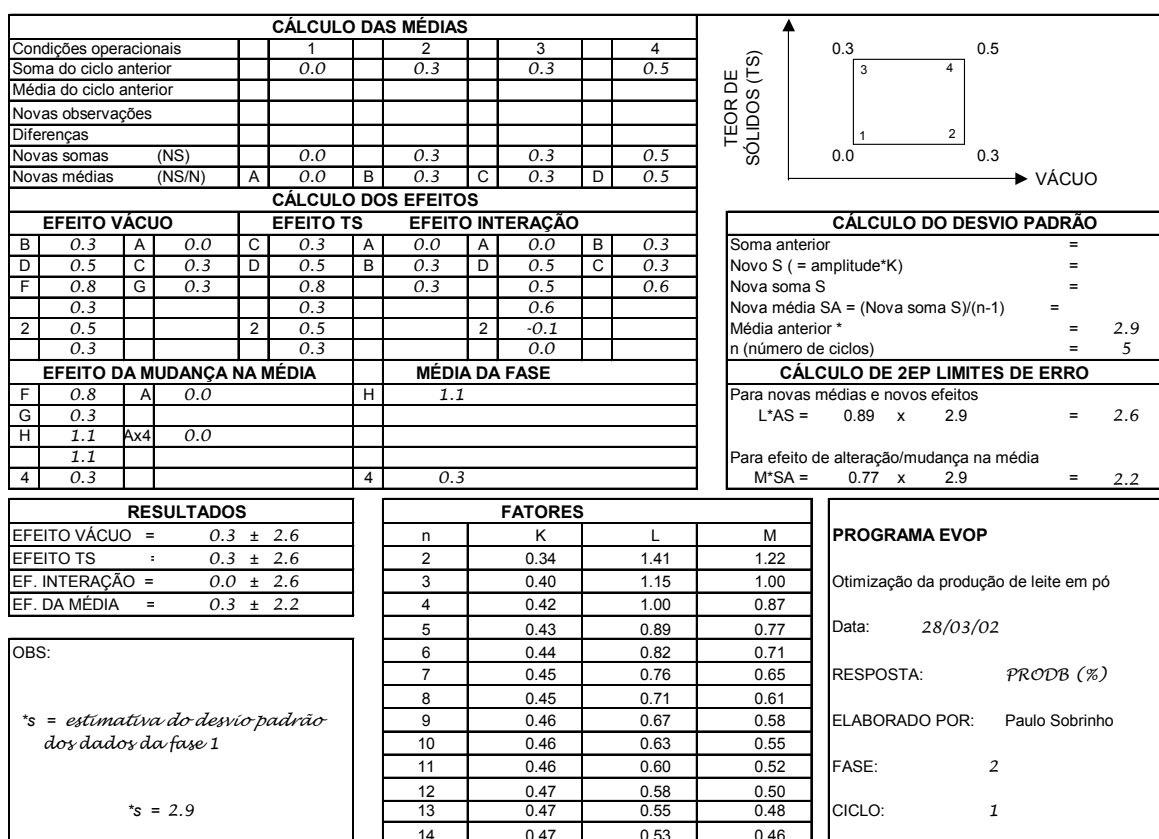 CÁLCULO DAS MÉDIAS
Condições operacionais 1 2 3 4
Soma do ciclo anterior 0.0 0.3 0.3 0.5
Média do ciclo anterior
Novas observações
Diferenças
Novas somas (NS) 0.0 0.3 0.3 0.5
Novas médias (NS/N) A 0.0 B 0.3 C 0.3 D 0.5
TEOR DE
SÓLIDOS (TS)
0.3 0.5
3 4
1 2
0.0 0.3
VÁCUO
CÁLCULO DOS EFEITOS
EFEITO VÁCUO EFEITO TS EFEITO INTERAÇÃO
B 0.3 A 0.0 C 0.3 A 0.0 A 0.0 B 0.3
D 0.5 C 0.3 D 0.5 B 0.3 D 0.5 C 0.3
F 0.8 G 0.3 0.8 0.3 0.5 0.6
0.3 0.3 0.6
2 0.5 2 0.5 2 -0.1
0.3 0.3 0.0
EFEITO DA MUDANÇA NA MÉDIA MÉDIA DA FASE
F 0.8 A 0.0 H 1.1
G 0.3
H 1.1 Ax4 0.0
1.1
4 0.3 4 0.3
CÁLCULO DO DESVIO PADRÃO
Soma anterior =
Novo S ( = amplitude*K) =
Nova soma S =
Nova média SA = (Nova soma S)/(n-1) =
Média anterior * = 2.9
n (número de ciclos) = 5
CÁLCULO DE 2EP LIMITES DE ERRO
Para novas médias e novos efeitos
L*AS = 0.89 x 2.9 = 2.6
Para efeito de alteração/mudança na média
M*SA = 0.77 x 2.9 = 2.2
RESULTADOS
EFEITO VÁCUO = 0.3 ± 2.6
EFEITO TS = 0.3 ± 2.6
EF. INTERAÇÃO = 0.0 ± 2.6
EF. DA MÉDIA = 0.3 ± 2.2
OBS:
*s = estimativa do desvio padrão
dos dados da fase 1
*s = 2.9
FATORES
n K L M
2 0.34 1.41 1.22
3 0.40 1.15 1.00
4 0.42 1.00 0.87
5 0.43 0.89 0.77
6 0.44 0.82 0.71
7 0.45 0.76 0.65
8 0.45 0.71 0.61
9 0.46 0.67 0.58
10 0.46 0.63 0.55
11 0.46 0.60 0.52
12 0.47 0.58 0.50
13 0.47 0.55 0.48
14 0.47 0.53 0.46
PROGRAMA EVOP
Otimização da produção de leite em pó
Data: 28/03/02
RESPOSTA: PRODB (%)
ELABORADO POR: Paulo Sobrinho
FASE: 2
CICLO: 1